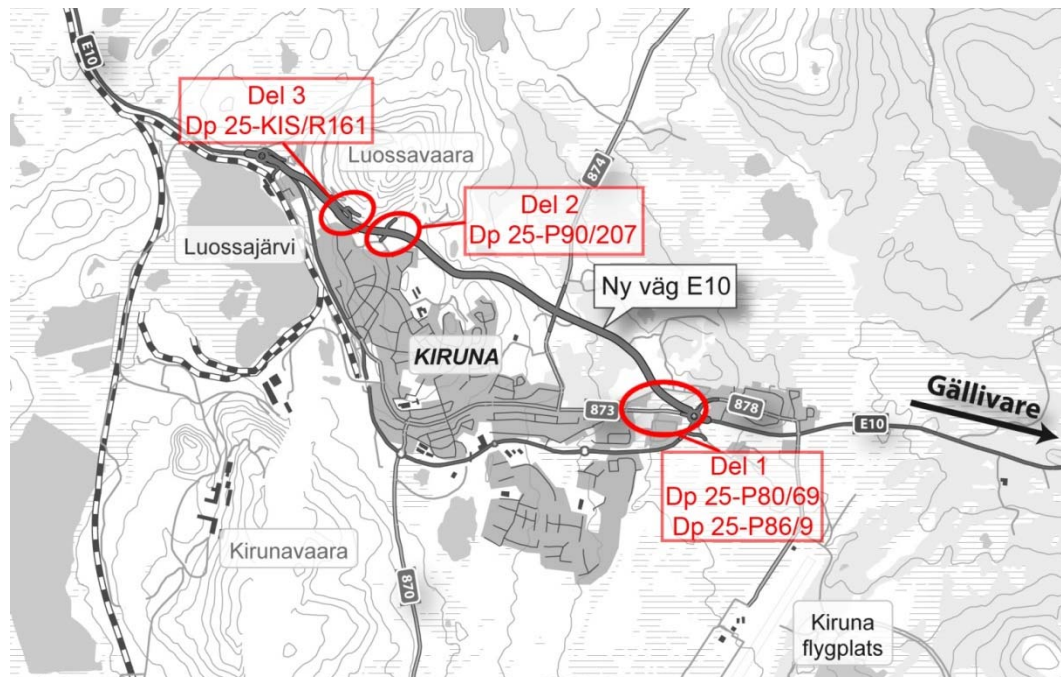 E10
Del 3
Dp 25-KIS/R161
Luossavaara
874
Del 2
Dp 25-P90/207
Luossajärvi
Ny väg E10
KIRUNA
Gällivare
873
878
E10
Del 1
Dp 25-P80/69
Dp 25-P86/9
Kirunavaara
870
Kiruna
flygplats